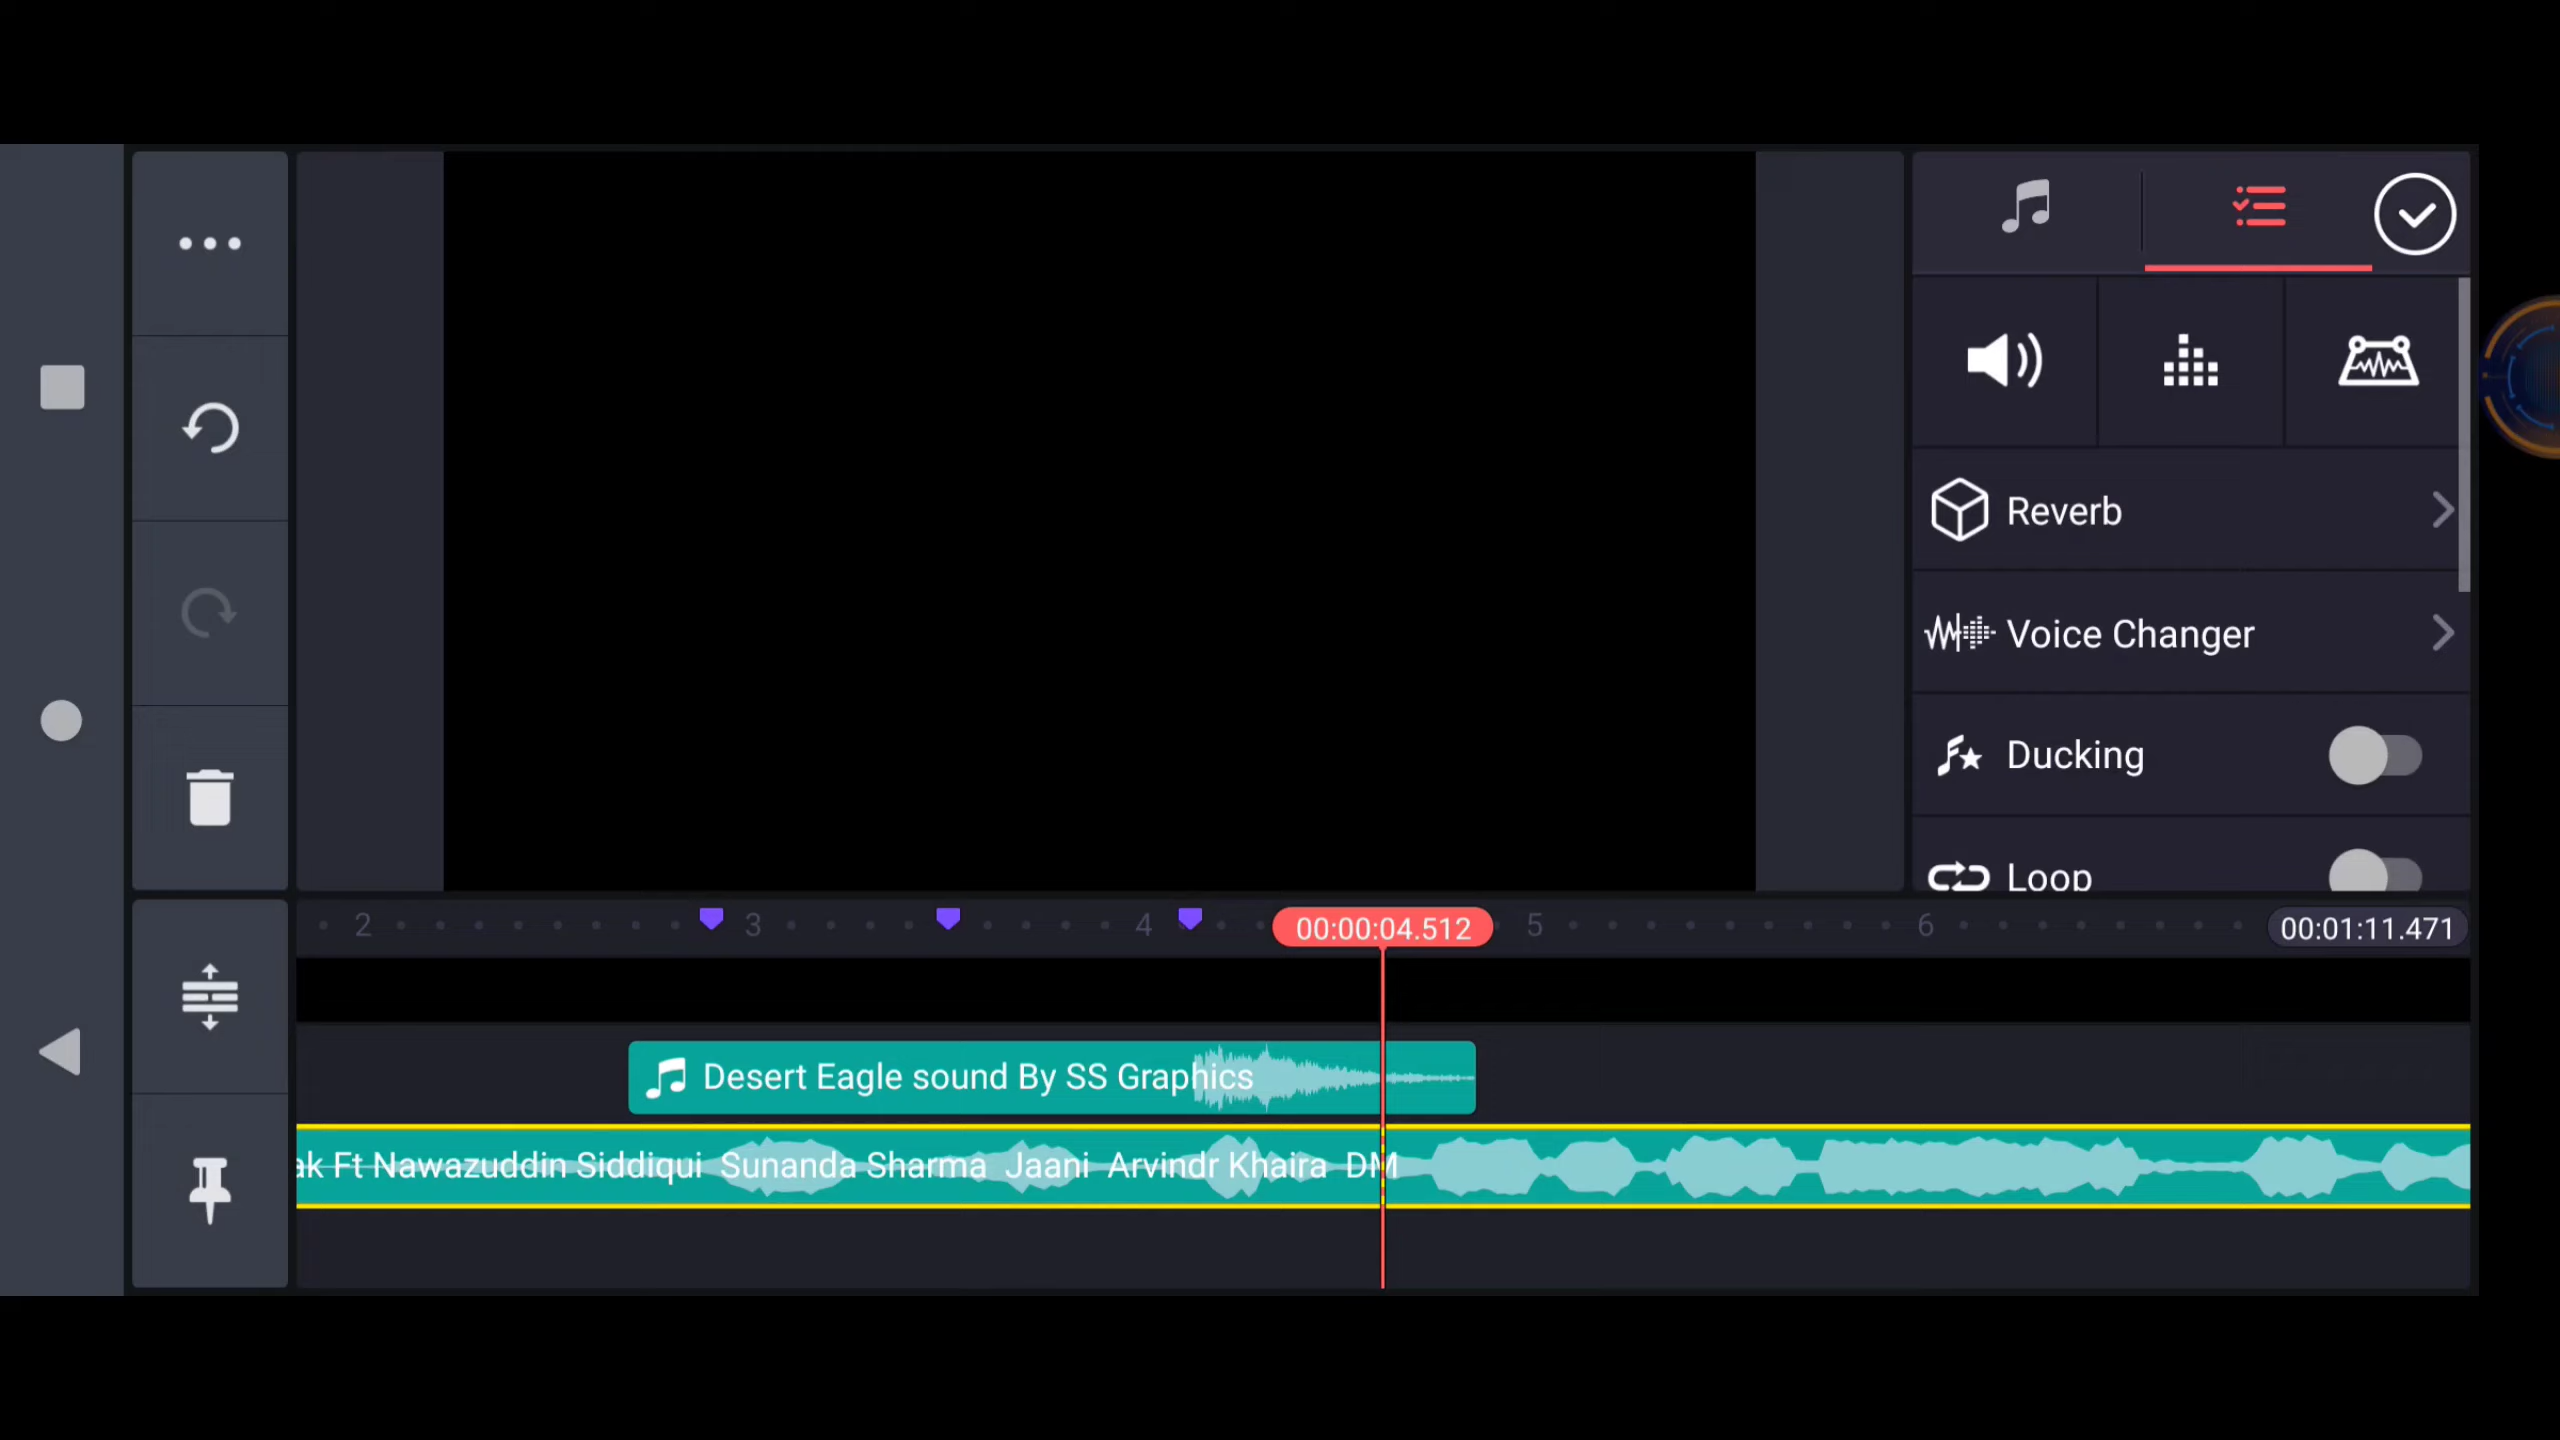 Reverb
Voice Changer
Ducking
Loop
2 3 4 00:00:04.512 5 6 00:01:11.471
Desert Eagle sound By SS Graphics
ak Ft Nawazuddin Siddiqui Sunanda Sharma Jaani Arvindr Khaira DM